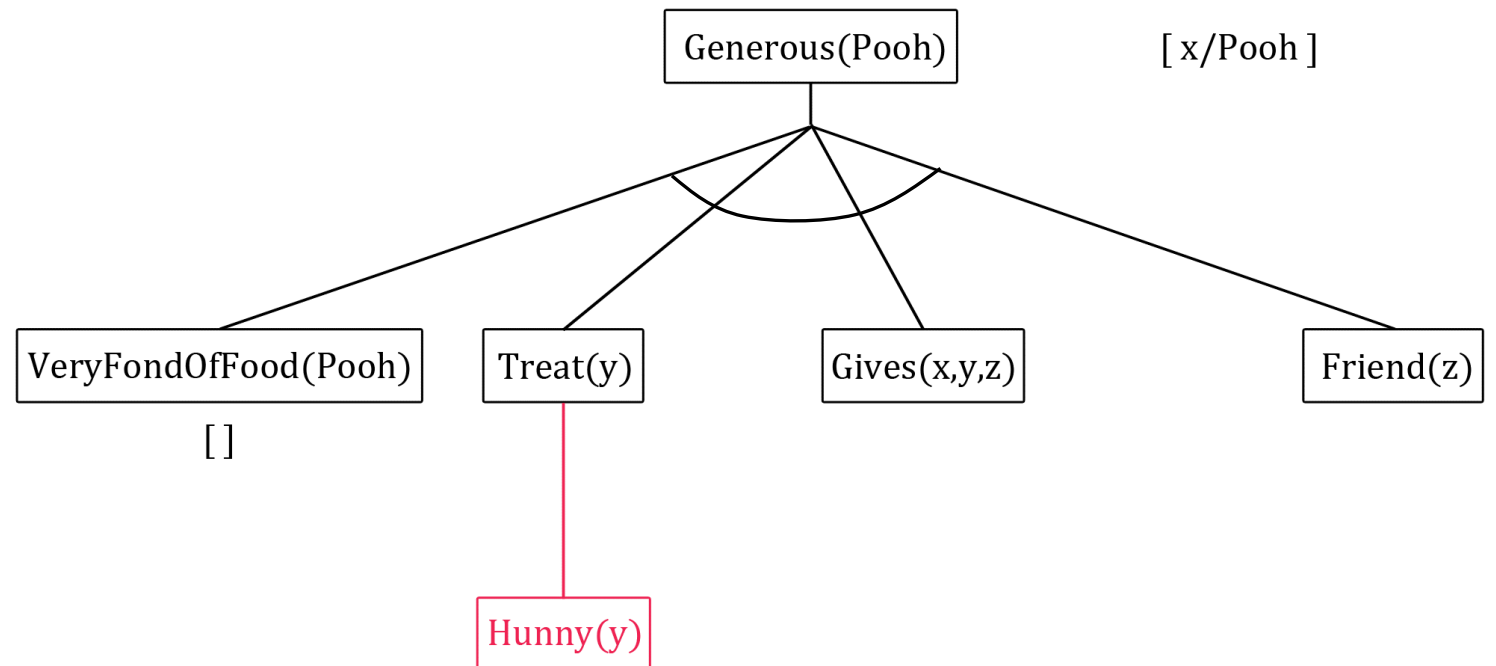 Generous(Pooh)
[ x/Pooh ]
VeryFondOfFood(Pooh)
Treat(y)
Gives(x,y,z)
Friend(z)
[ ]
Hunny(y)